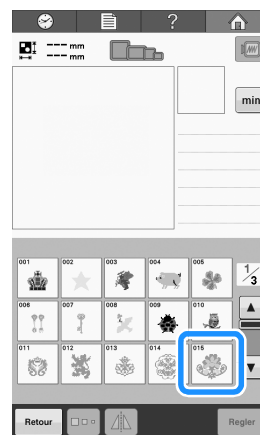 ?
--- mm
--- mm
min
001 002 003 004 005
1/3
006 007 008 009 010
011 012 013 014 015
Retour Regler